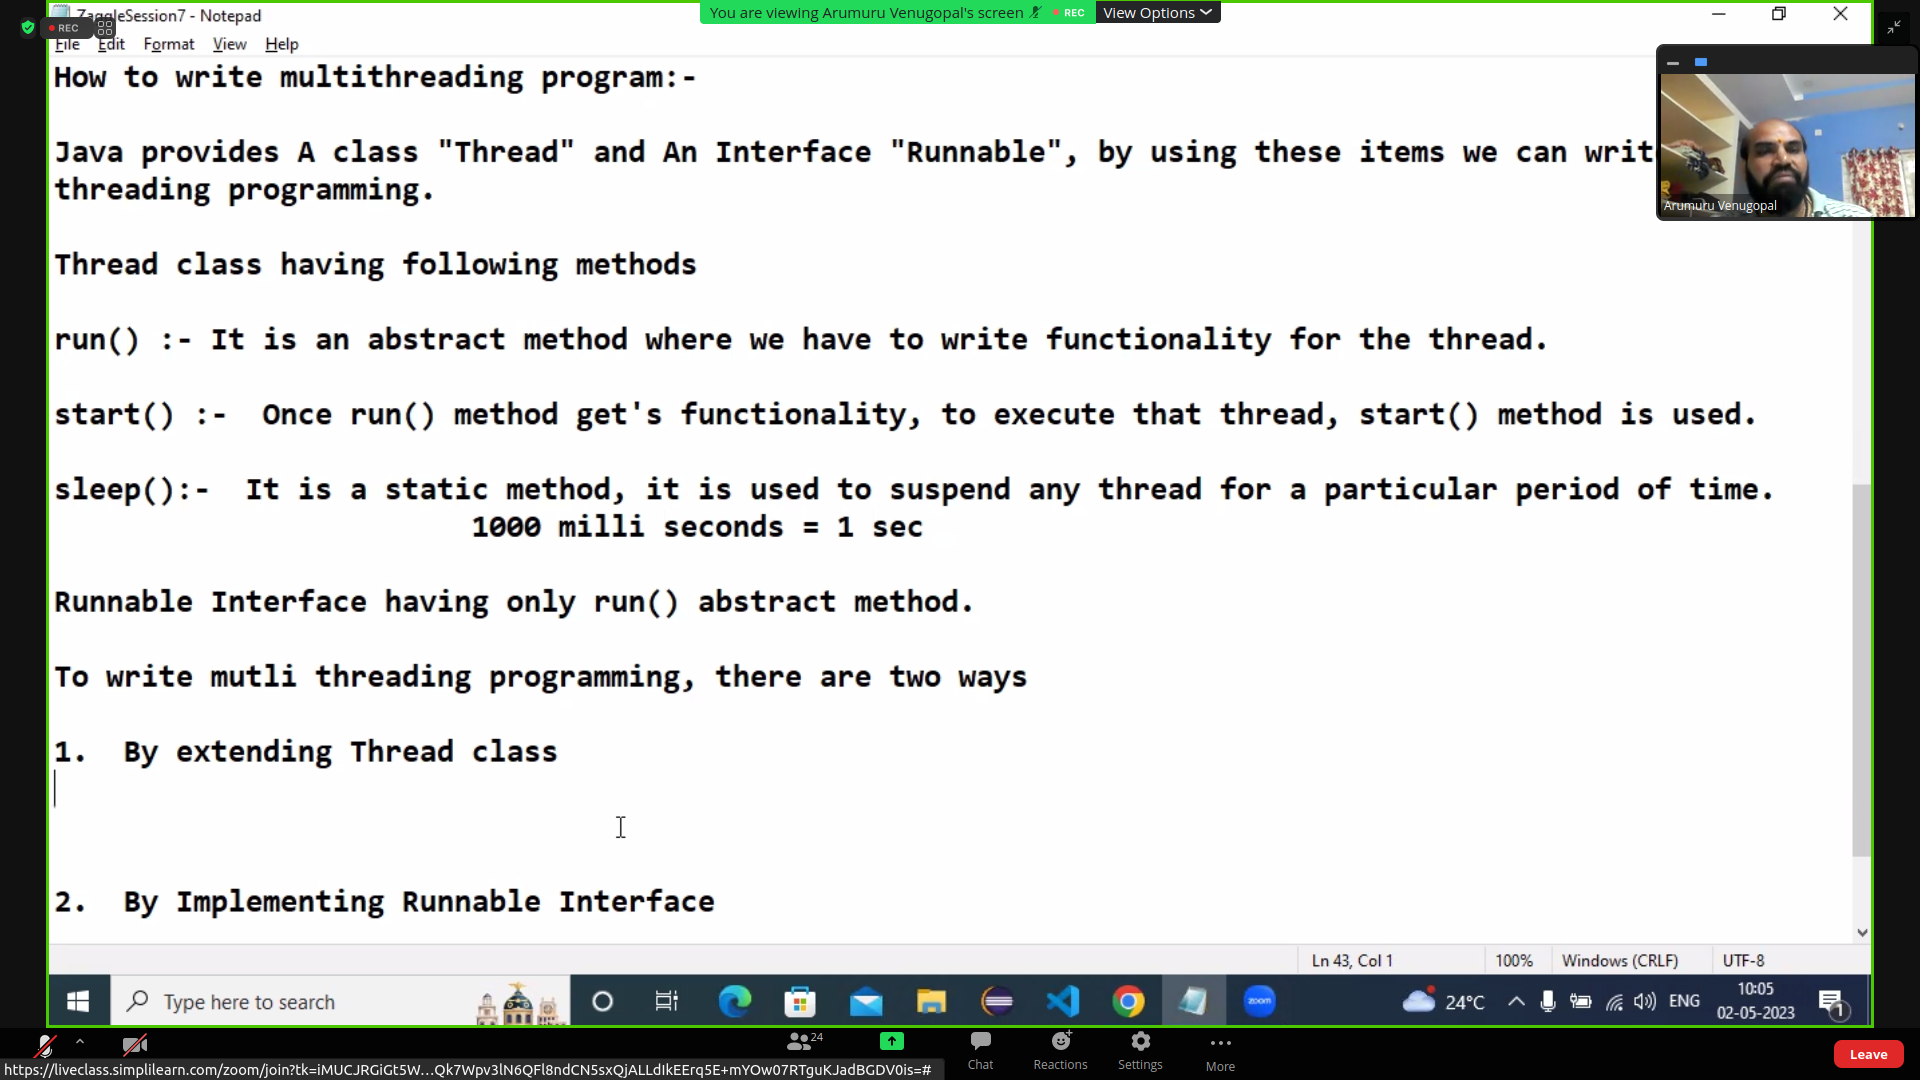 ZaggleSession7 - Notepad
You are viewing Arumuru Venugopal's screen
REC
View Options
REC
File Edit Format View Help
How to write multithreading program:-
Java provides A class "Thread" and An Interface "Runnable", by using these items we can writ
threading programming.
Arumuru Venugopal
Thread class having following methods
run() :- It is an abstract method where we have to write functionality for the thread.
start() :- Once run() method get's functionality, to execute that thread, start() method is used.
sleep():- It is a static method, it is used to suspend any thread for a particular period of time.
1000 milli seconds = 1 sec
Runnable Interface having only run() abstract method.
To write mutli threading programming, there are two ways
1. By extending Thread class
2. By Implementing Runnable Interface
Ln 43, Col 1 100% Windows (CRLF) UTF-8
Type here to search
zoom
24°C
ENG
10:05
02-05-2023
1
24
Chat
Reactions
Settings
More
Leave
https://liveclass.simplilearn.com/zoom/join?tk=iMUCJRGiGt5W...Qk7Wpv3lN6QFl8ndCN5sxQjALLdIkEErq5E+mYOw07RTguKJadBGDV0is=#